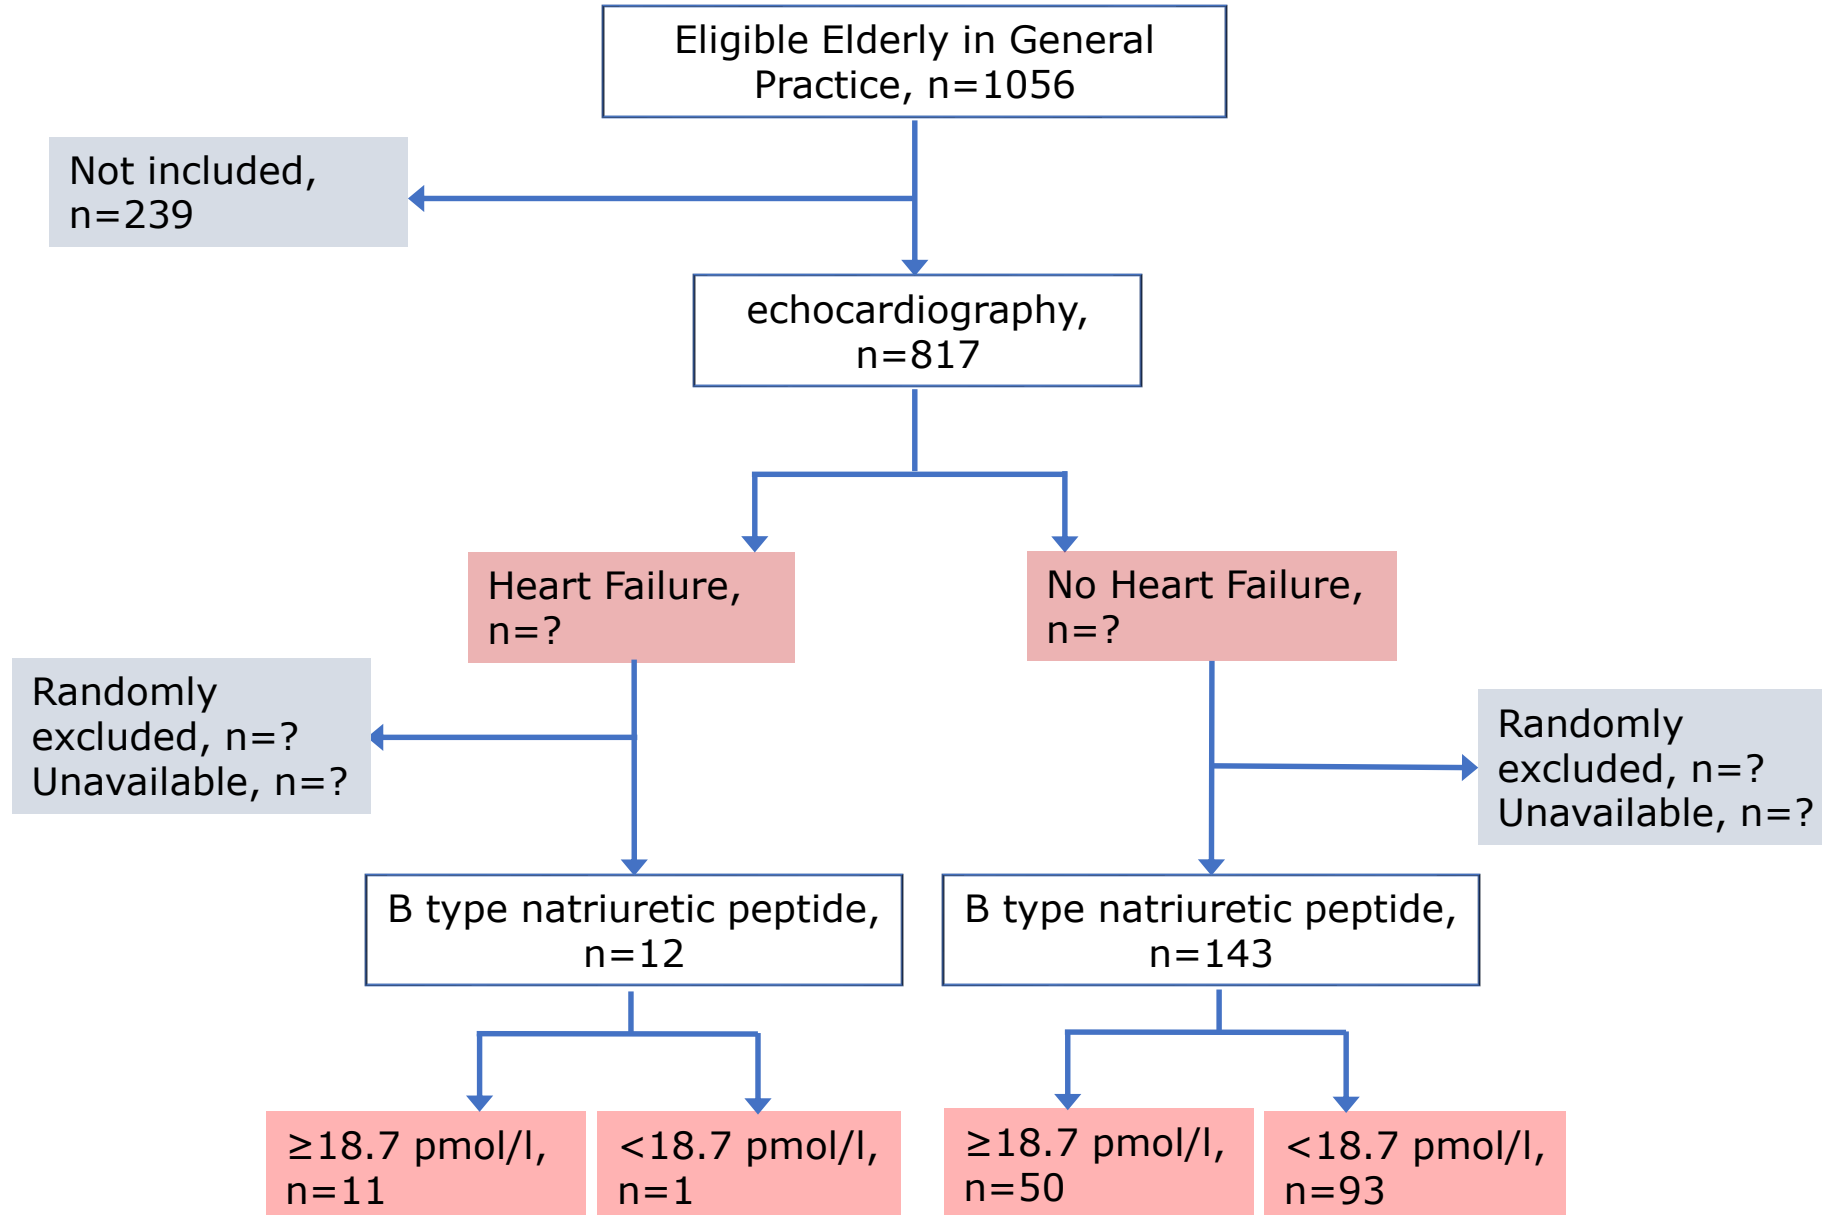 Eligible Elderly in General
Practice, n=1056
Not included,
n=239
echocardiography,
n=817
Heart Failure,
n=?
No Heart Failure,
n=?
Randomly
excluded, n=?
Unavailable, n=?
Randomly
excluded, n=?
Unavailable, n=?
B type natriuretic peptide,
n=12
B type natriuretic peptide,
n=143
≥18.7 pmol/l,
n=11
<18.7 pmol/l,
n=1
≥18.7 pmol/l,
n=50
<18.7 pmol/l,
n=93